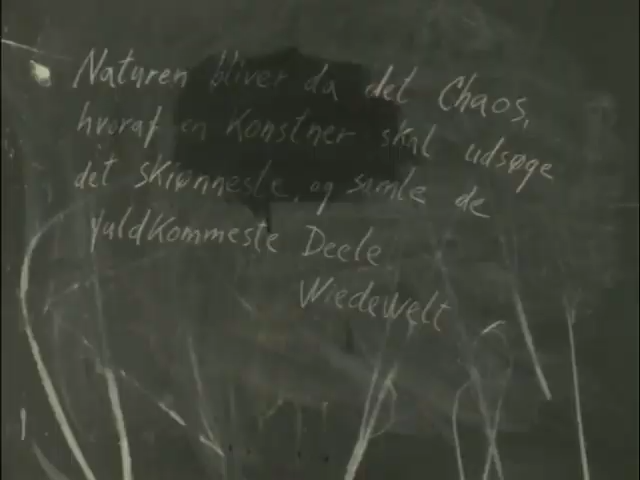 Naturen bliver da det Chaos,
hvoraf en Konstner skal udsøge
det skiønneste, og samle de
fuldkommeste Deele
Wiedewelt